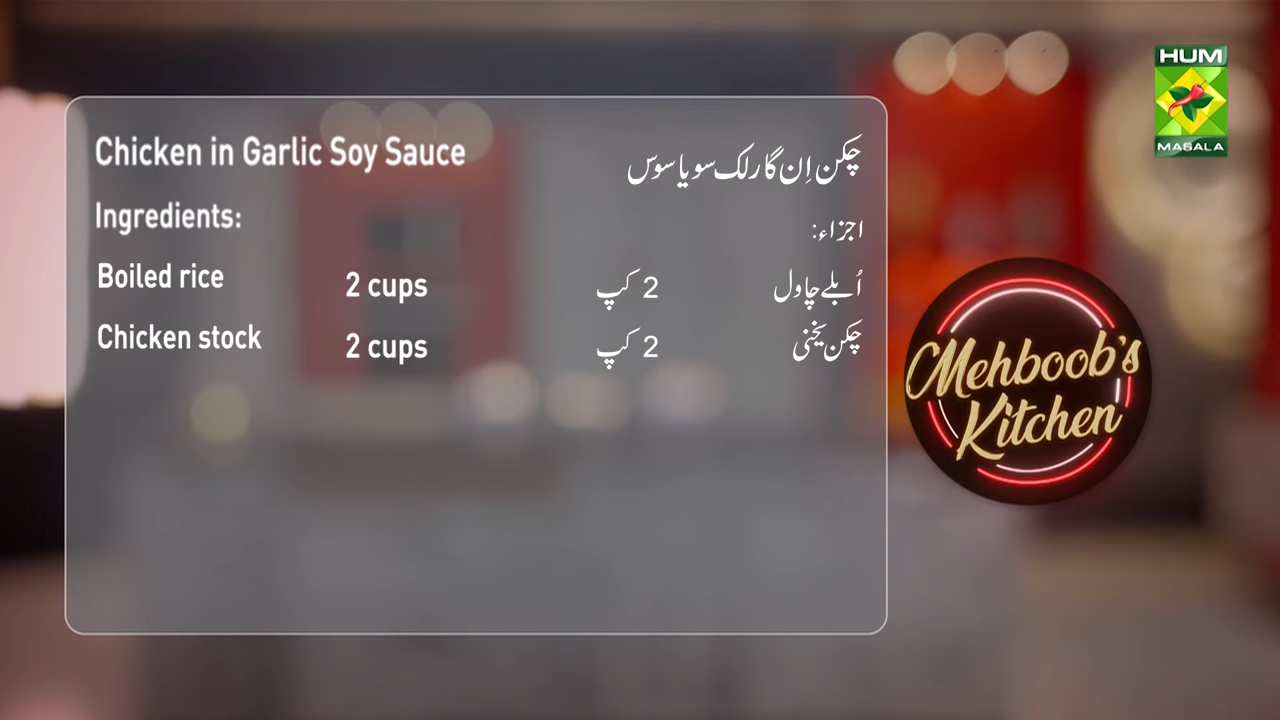 HUM
MASALA
Chicken in Garlic Soy Sauce چکن اِن گارلک سویا سوس
Ingredients: اجزاء:
Boiled rice 2 cups 2 کپ اُبلے چاول
Chicken stock 2 cups 2 کپ چکن یخنی
Mehboob's
Kitchen